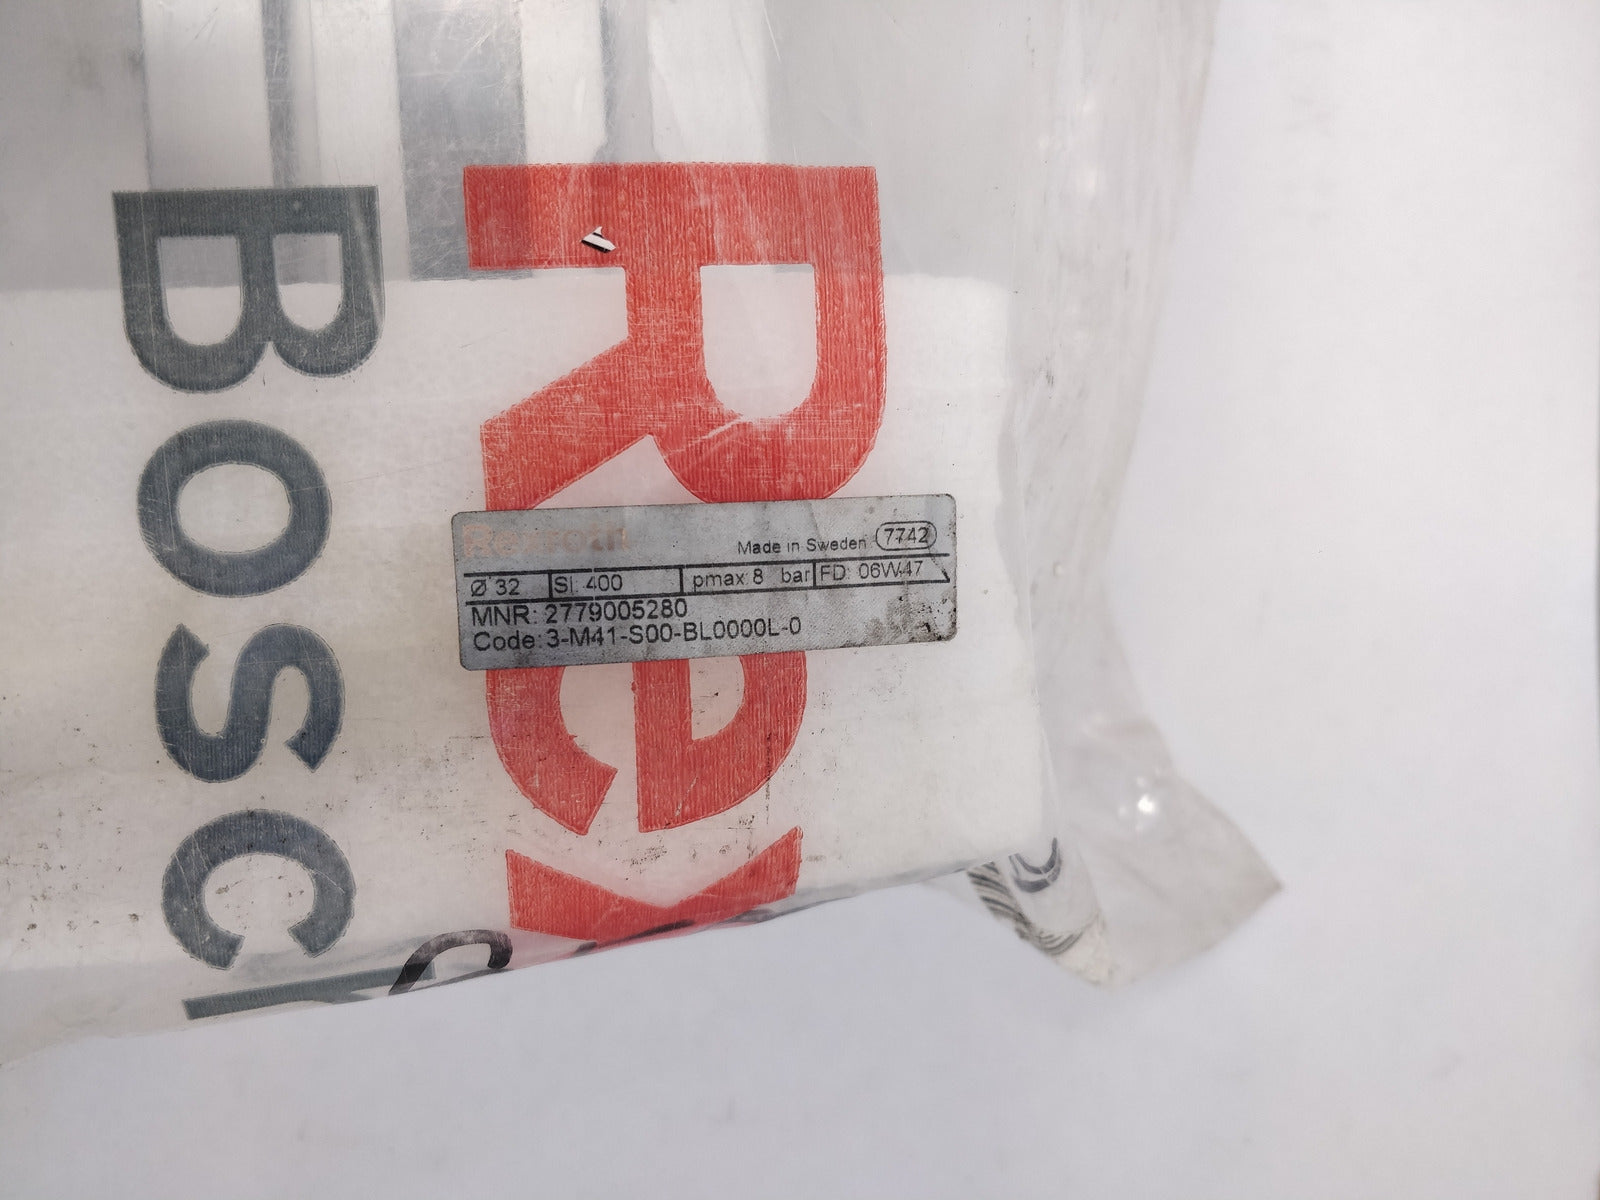 BOSCH
Rex
Rexroth
Made in Sweden 7742
Ø 32 SI: 400 pmax: 8 bar FD: 06W47
MNR: 2779005280
Code: 3-M41-S00-BL0000L-0